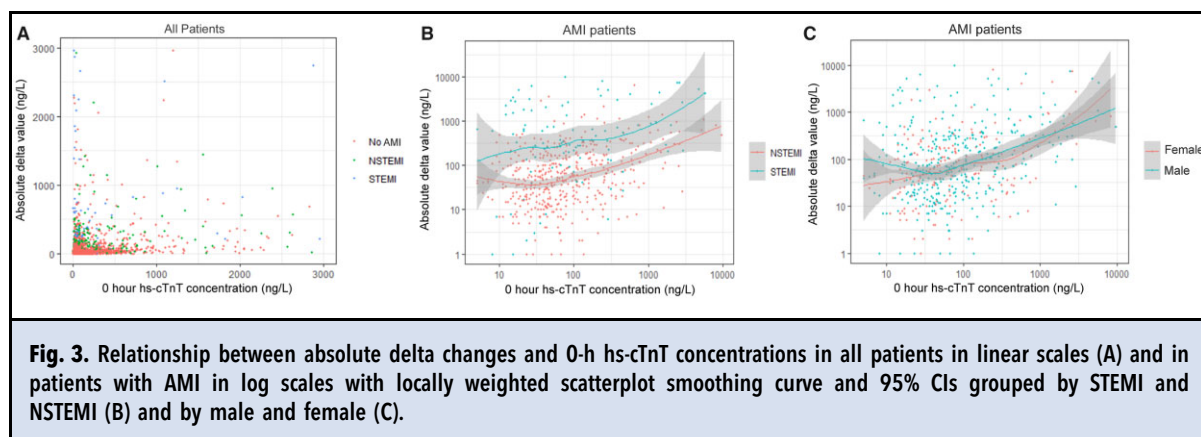 A
All Patients
3000
2000
1000
0
Absolute delta value (ng/L)
0 1000 2000 3000
0 hour hs-cTnT concentration (ng/L)
No AMI
NSTEMI
STEMI
B
AMI patients
10000
1000
100
10
1
Absolute delta value (ng/L)
10 100 1000 10000
0 hour hs-cTnT concentration (ng/L)
NSTEMI
STEMI
C
AMI patients
10000
1000
100
10
1
Absolute delta value (ng/L)
10 100 1000 10000
0 hour hs-cTnT concentration (ng/L)
Female
Male
Fig. 3. Relationship between absolute delta changes and 0-h hs-cTnT concentrations in all patients in linear scales (A) and in
patients with AMI in log scales with locally weighted scatterplot smoothing curve and 95% CIs grouped by STEMI and
NSTEMI (B) and by male and female (C).